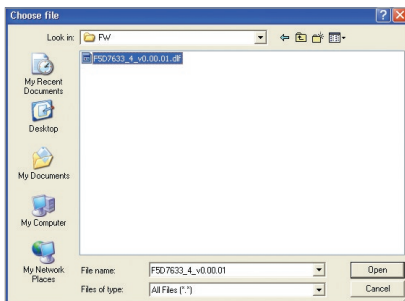 Choose file
Look in:
FW
F5D7633_4_v0.00.01.dlf
My Recent
Documents
Desktop
My Documents
My Computer
My Network
Places
File name:
F5D7633_4_v0.00.01
Open
Files of type:
All Files (*.*)
Cancel